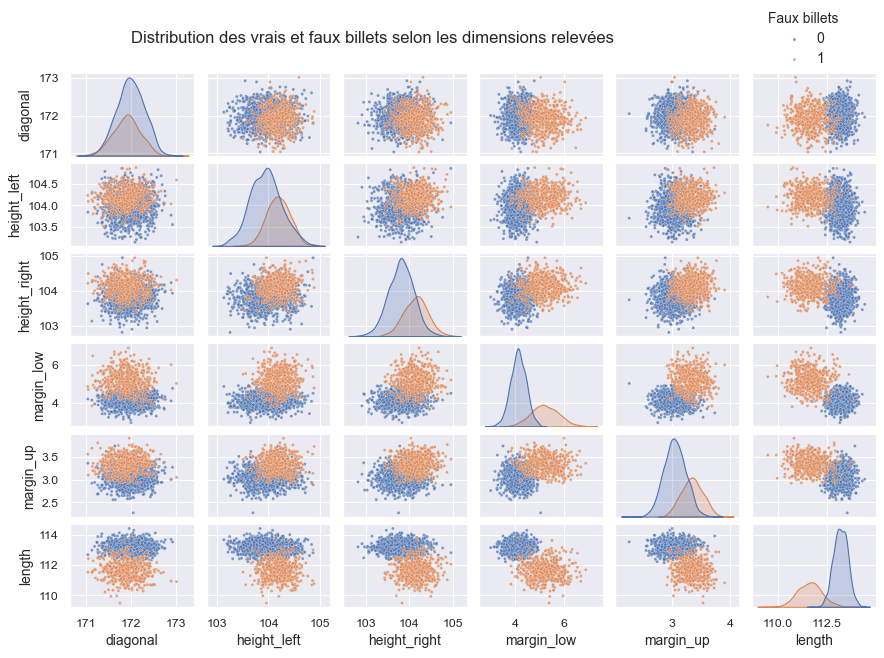 Faux billets
Distribution des vrais et faux billets selon les dimensions relevées
0
1
173
172
171
diagonal
104.5
104.0
103.5
height_left
105
104
103
height_right
6
4
margin_low
3.5
3.0
2.5
margin_up
114
112
110
length
171 172 173 103 104 105 103 104 105 4 6 3 4 110.0 112.5
diagonal height_left height_right margin_low margin_up length